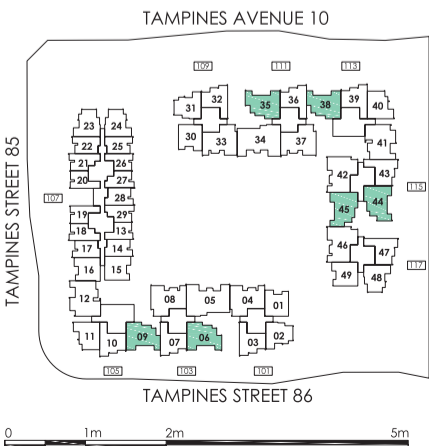 TAMPINES AVENUE 10
109 111 113
32 36 39
31 35 38 40
30 33 34 37 41
23 24
22 25
21 26
20 27
28
TAMPINES STREET 85
107
19 29
18 13
17 14
16 15
42 43
115
45 44
46 47
117
49 48
12 08 05 04 01
11 10 09 07 06 03 02
105 103 101
TAMPINES STREET 86
0 1m 2m 5m